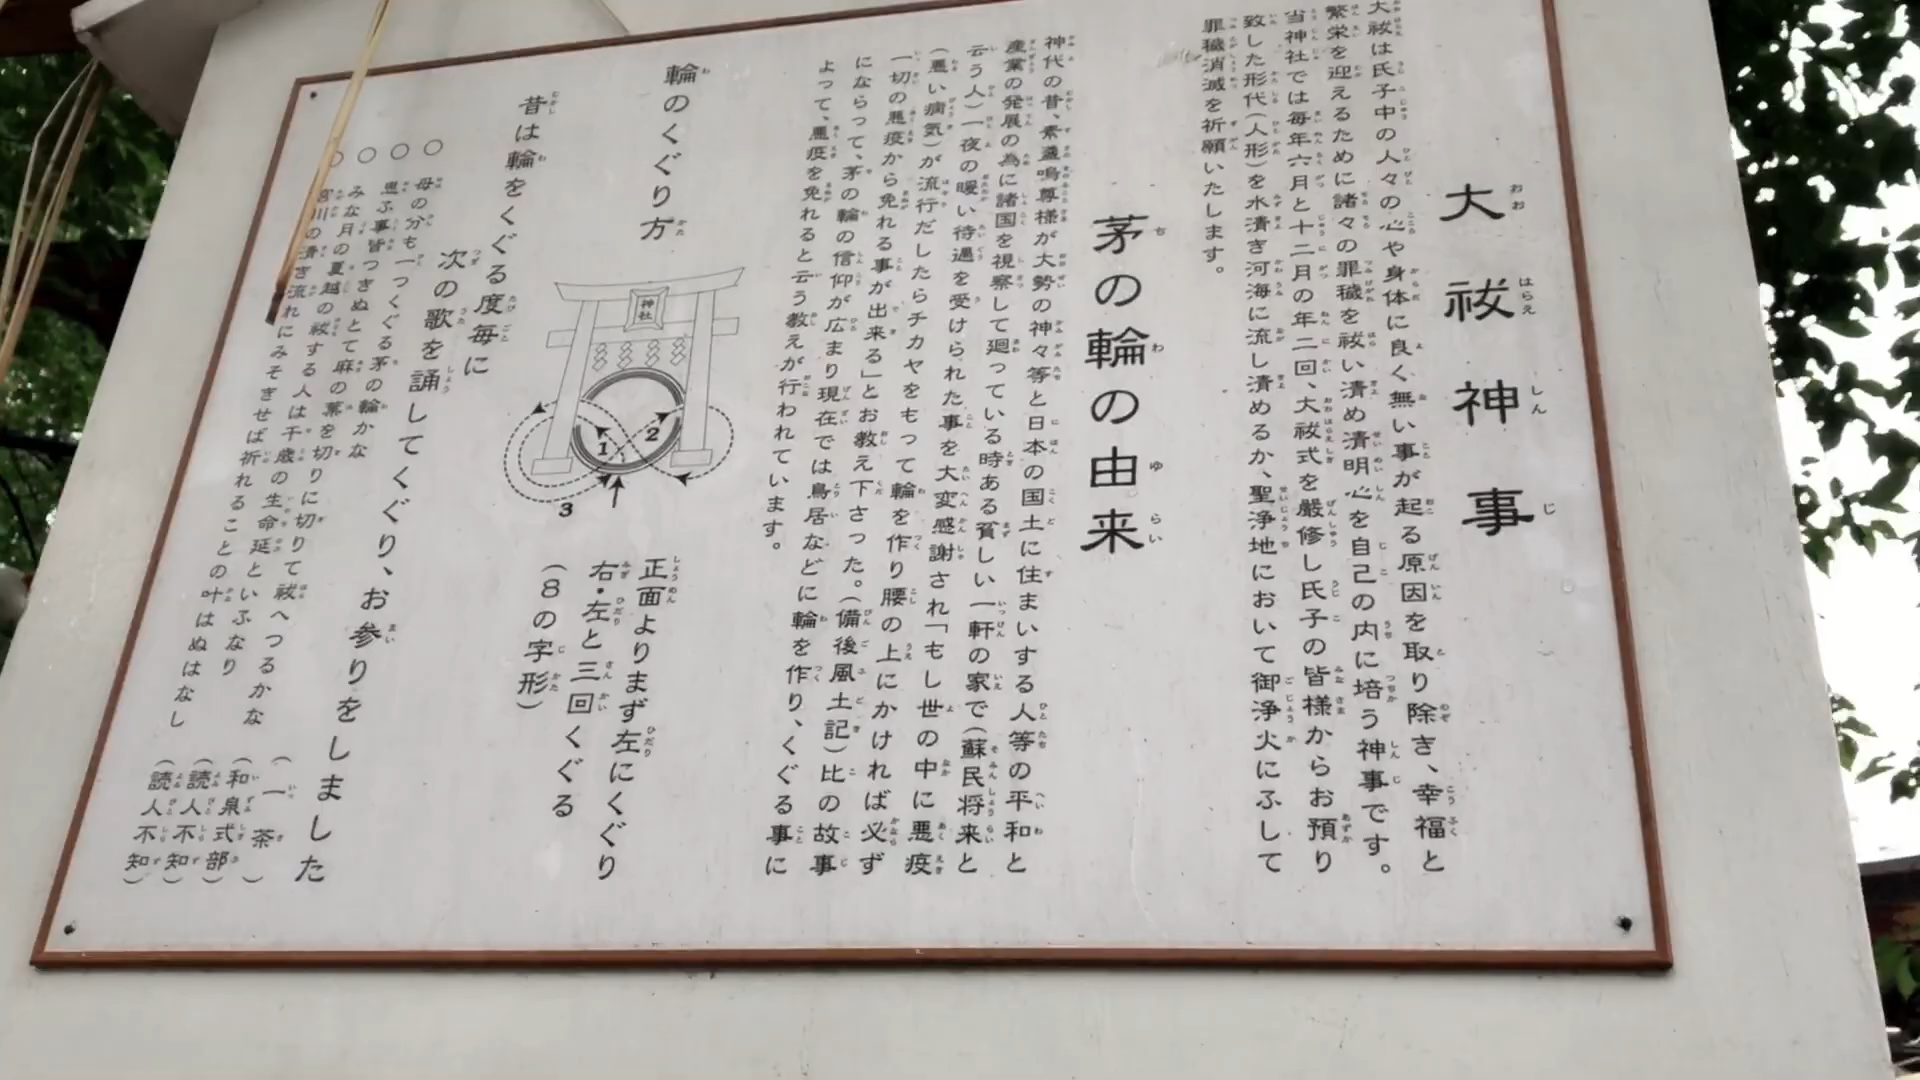 大祓神事
大祓は氏子中の人々の心や身体に良く無い事が起る原因を取り除き、幸福と
繁栄を迎えるために諸々の罪穢を祓い清め清明心を自己の内に培う神事です。
当神社では毎年六月と十二月の年二回、大祓式を厳修し氏子の皆様からお預り
致した形代（人形）を水漬き河海に流し清めるか、聖浄地において御浄火にふして
罪穢消滅を祈願いたします。
茅の輪の由来
神代の昔、素盞嗚尊様が大勢の神々等と日本の国土に住まいする人等の平和と
産業の発展の為に諸国を視察して廻っている時ある貧しい一軒の家で（蘇民将来と
云う人）一夜の暖い待遇を受けられた事を大変感謝され「もし世の中に悪疫
（悪い病気）が流行だしたらチカヤをもって輪を作り腰の上にかければ必ず
一切の悪疫から免れる事が出来る」とお教え下さった。（備後風土記）比の故事
にならって、茅の輪の信仰が広まり現在では鳥居などに輪を作り、くぐる事に
よって、悪疫を免れると云う教えが行われています。
輪のくぐり方
神社
1
2
3
正面よりまず左にくぐり
右・左と三回くぐる
（８の字形）
昔は輪をくぐる度毎に
次の歌を誦してくぐり、お参りをしました
○ 母の分も一つくぐる茅の輪かな （一茶）
○ 思ふ事皆つきぬとて麻の葉を切りに切りて祓へつるかな （和泉式部）
○ みな月の夏越の祓する人は千歳の生命延といふなり （読人不知）
○ 宮川の清き流れにみそぎせば祈れることの叶はぬはなし （読人不知）